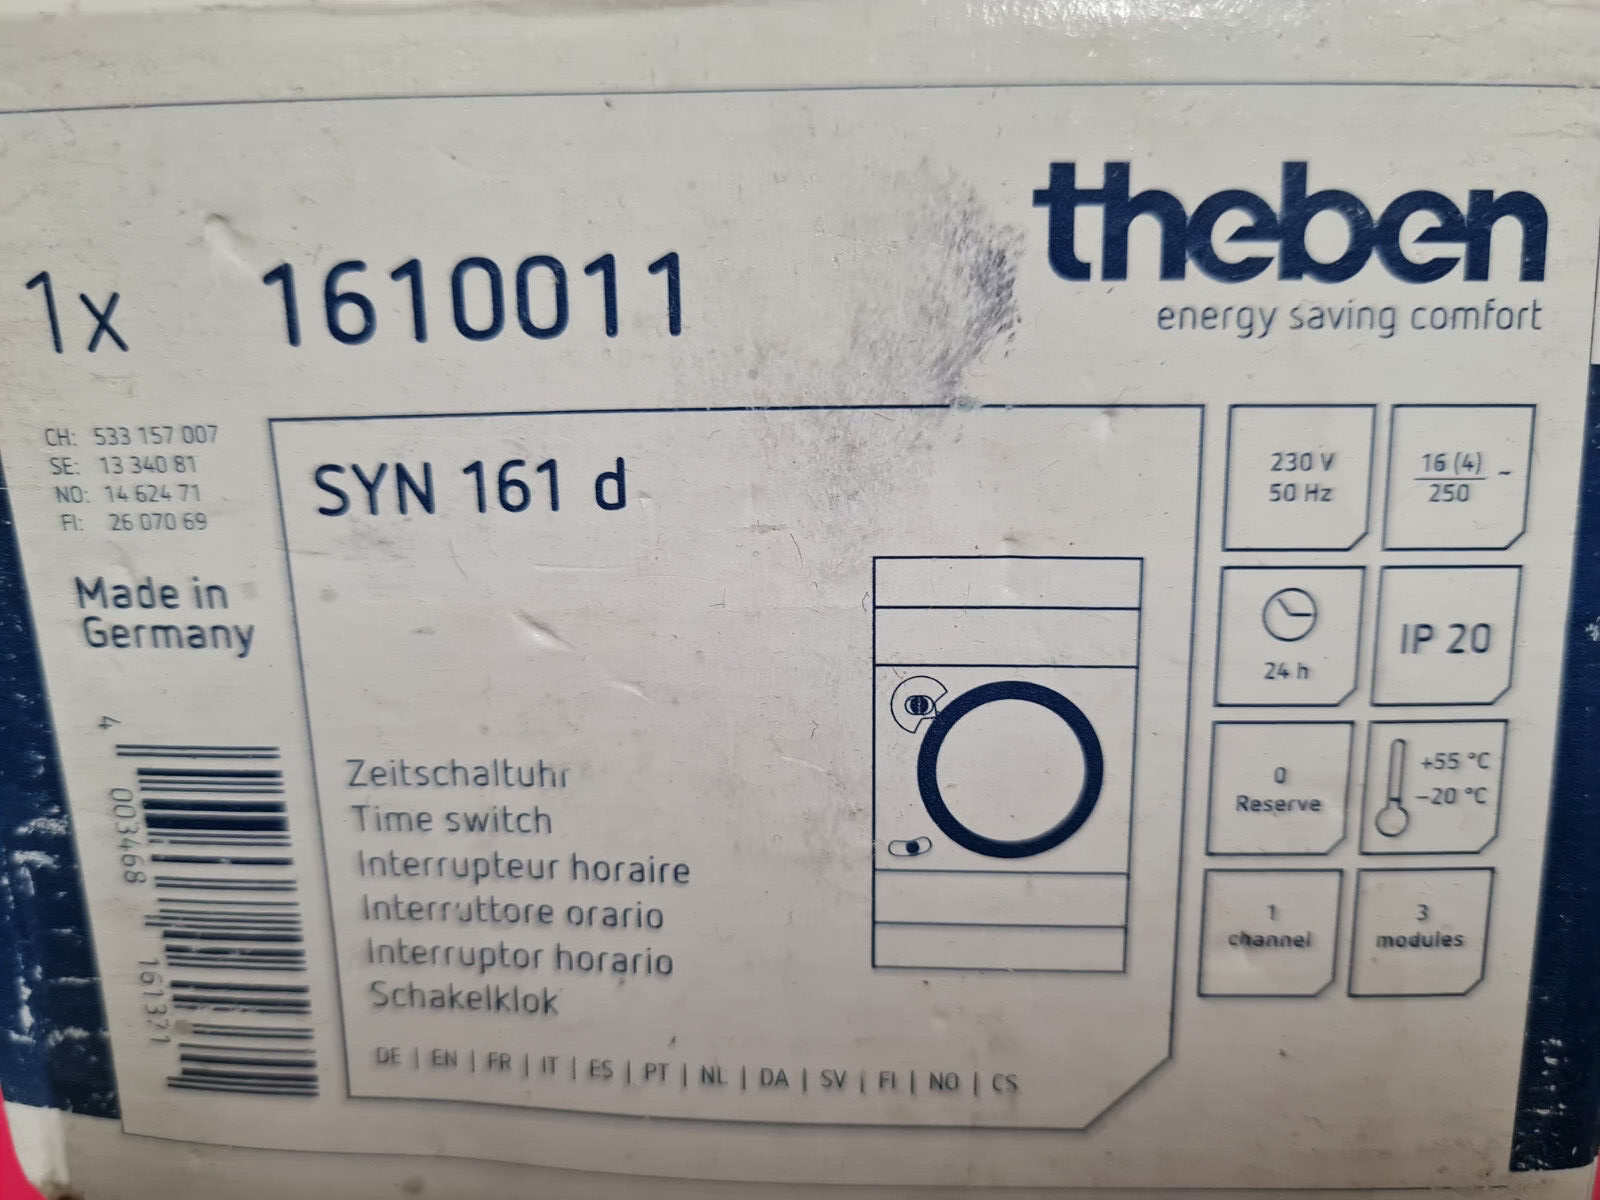 theben
energy saving comfort
1x 1610011
CH: 533 157 007
SE: 13 340 81
NO: 14 624 71
FI: 26 070 69
Made in
Germany
4 003468 161371
SYN 161 d
Zeitschaltuhr
Time switch
Interrupteur horaire
Interruttore orario
Interruptor horario
Schakelklok
DE | EN | FR | IT | ES | PT | NL | DA | SV | FI | NO | CS
230 V
50 Hz
16 (4)
250 ~
24 h
IP 20
0
Reserve
+55 °C
-20 °C
1
channel
3
modules